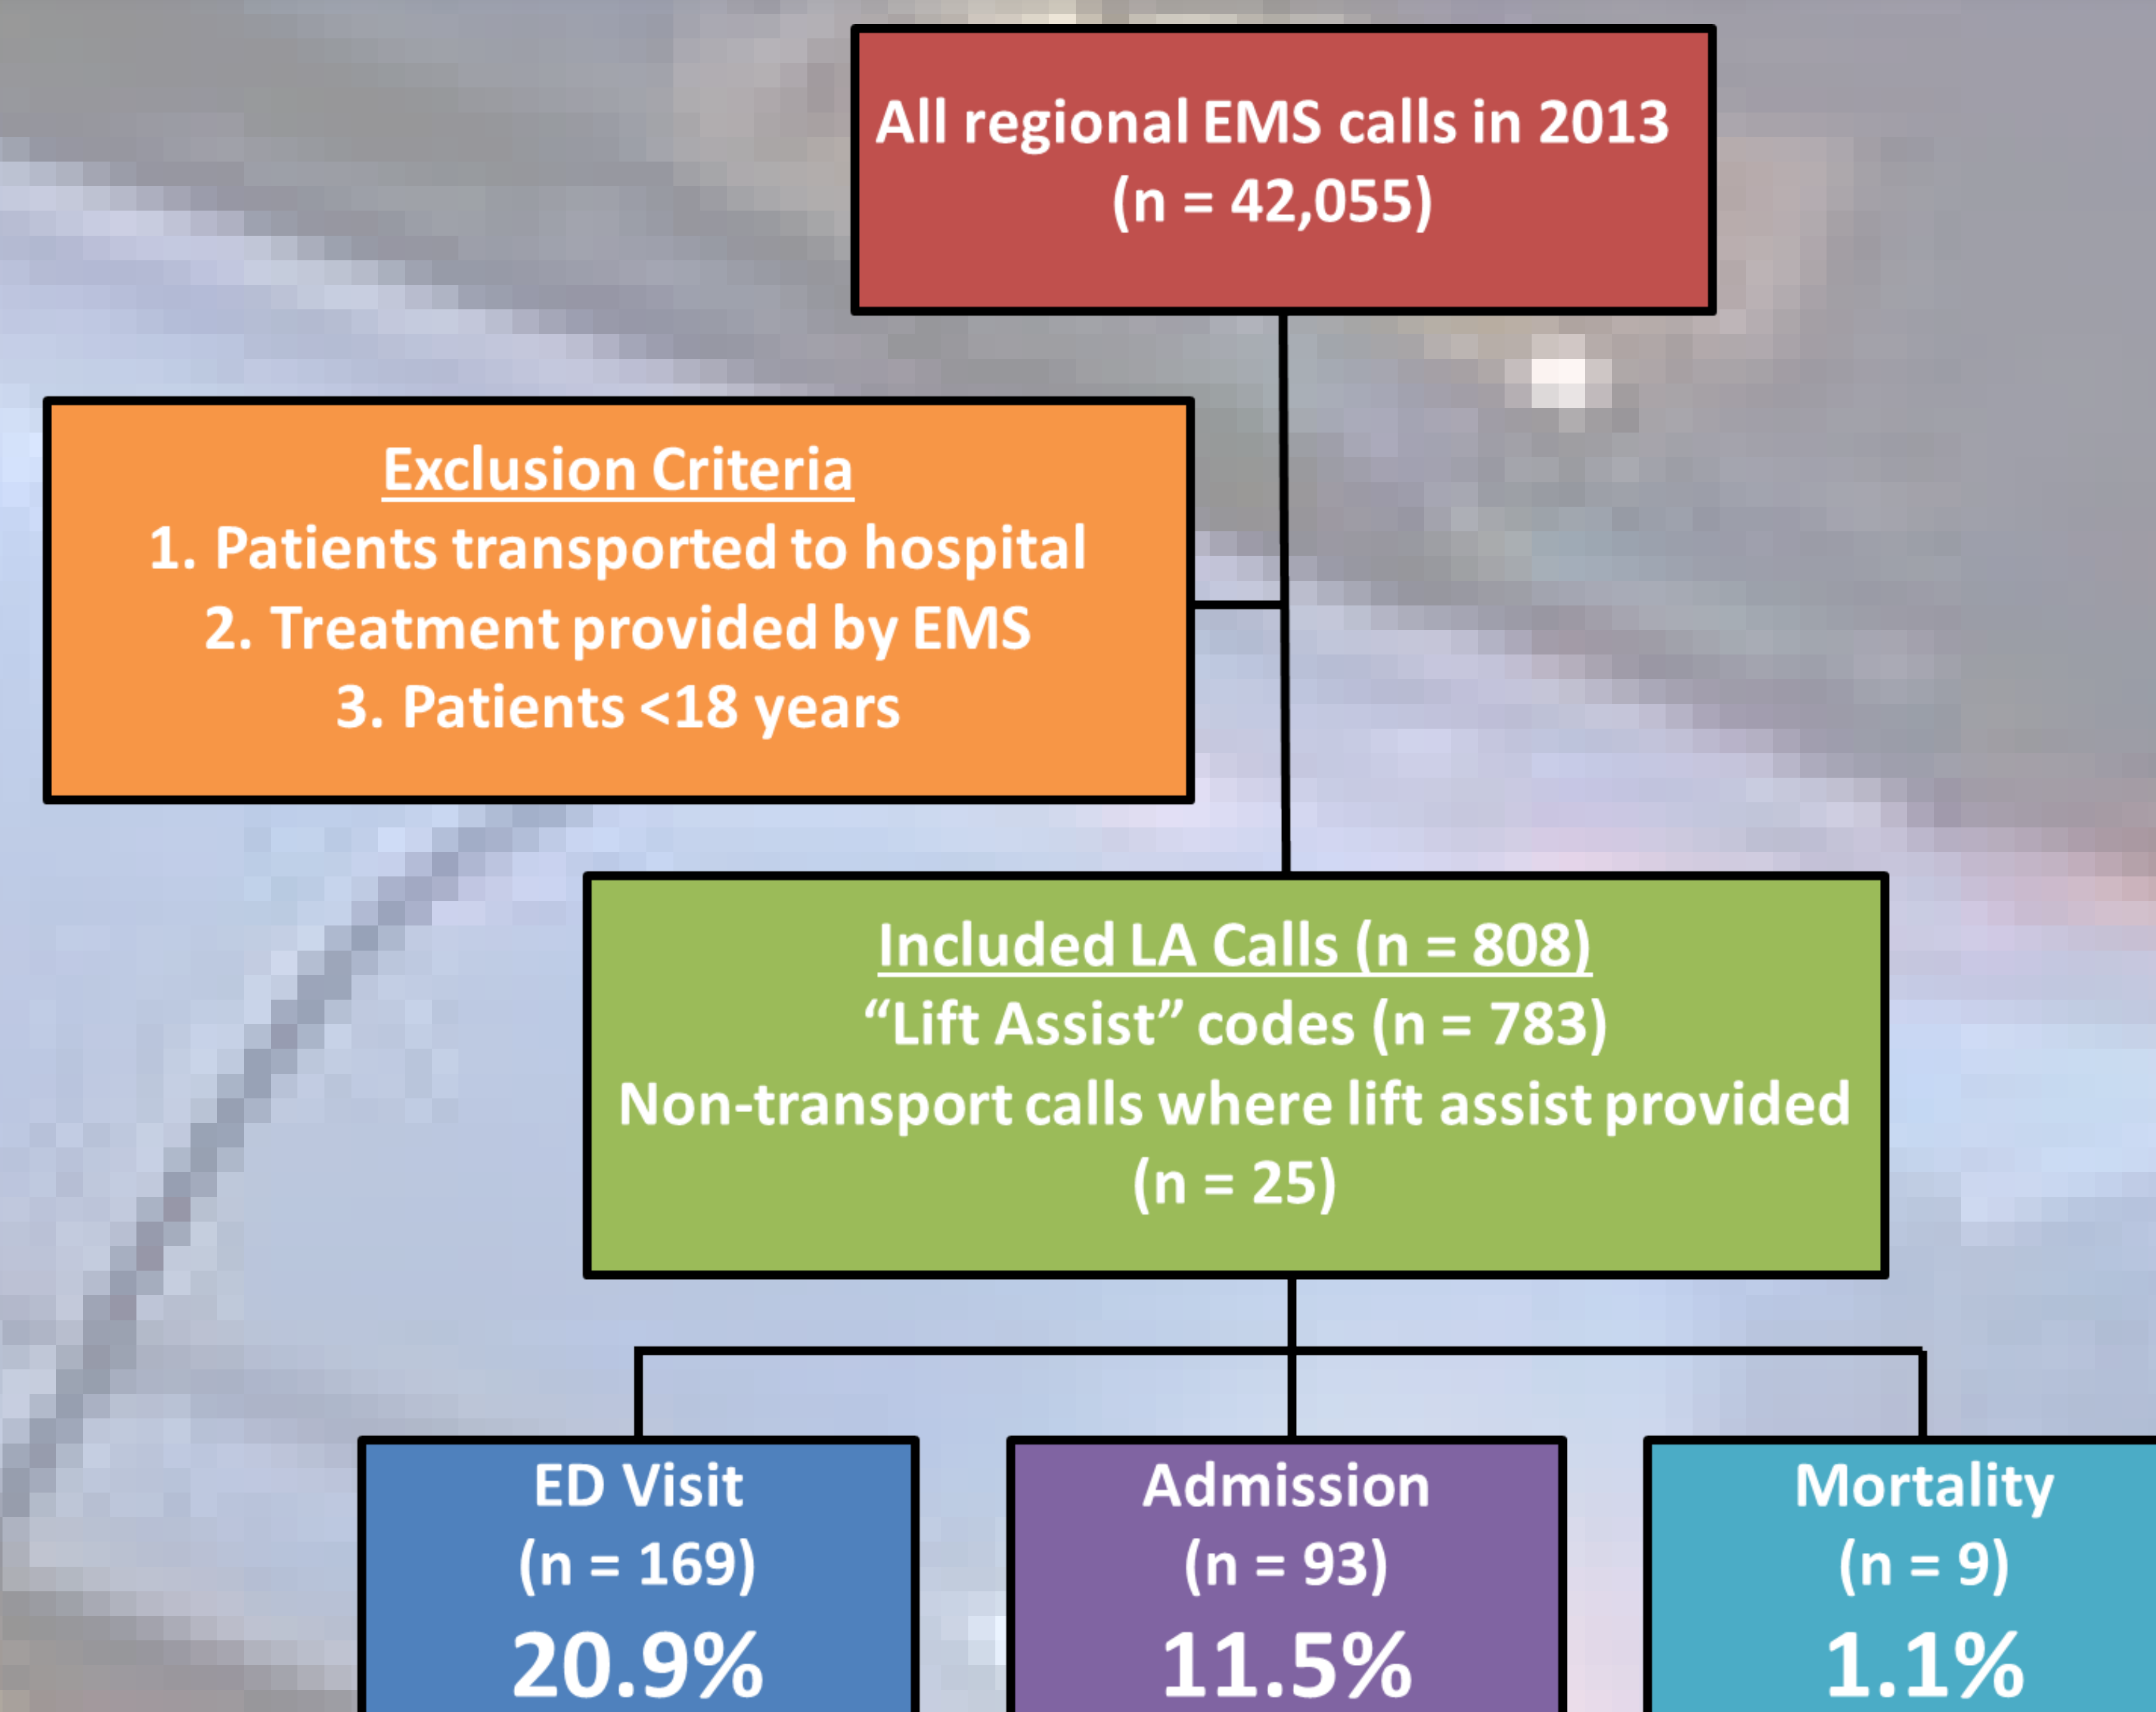 All regional EMS calls in 2013
(n = 42,055)
Exclusion Criteria
1. Patients transported to hospital
2. Treatment provided by EMS
3. Patients <18 years
Included LA Calls (n = 808)
“Lift Assist” codes (n = 783)
Non-transport calls where lift assist provided
(n = 25)
ED Visit
(n = 169)
20.9%
Admission
(n = 93)
11.5%
Mortality
(n = 9)
1.1%